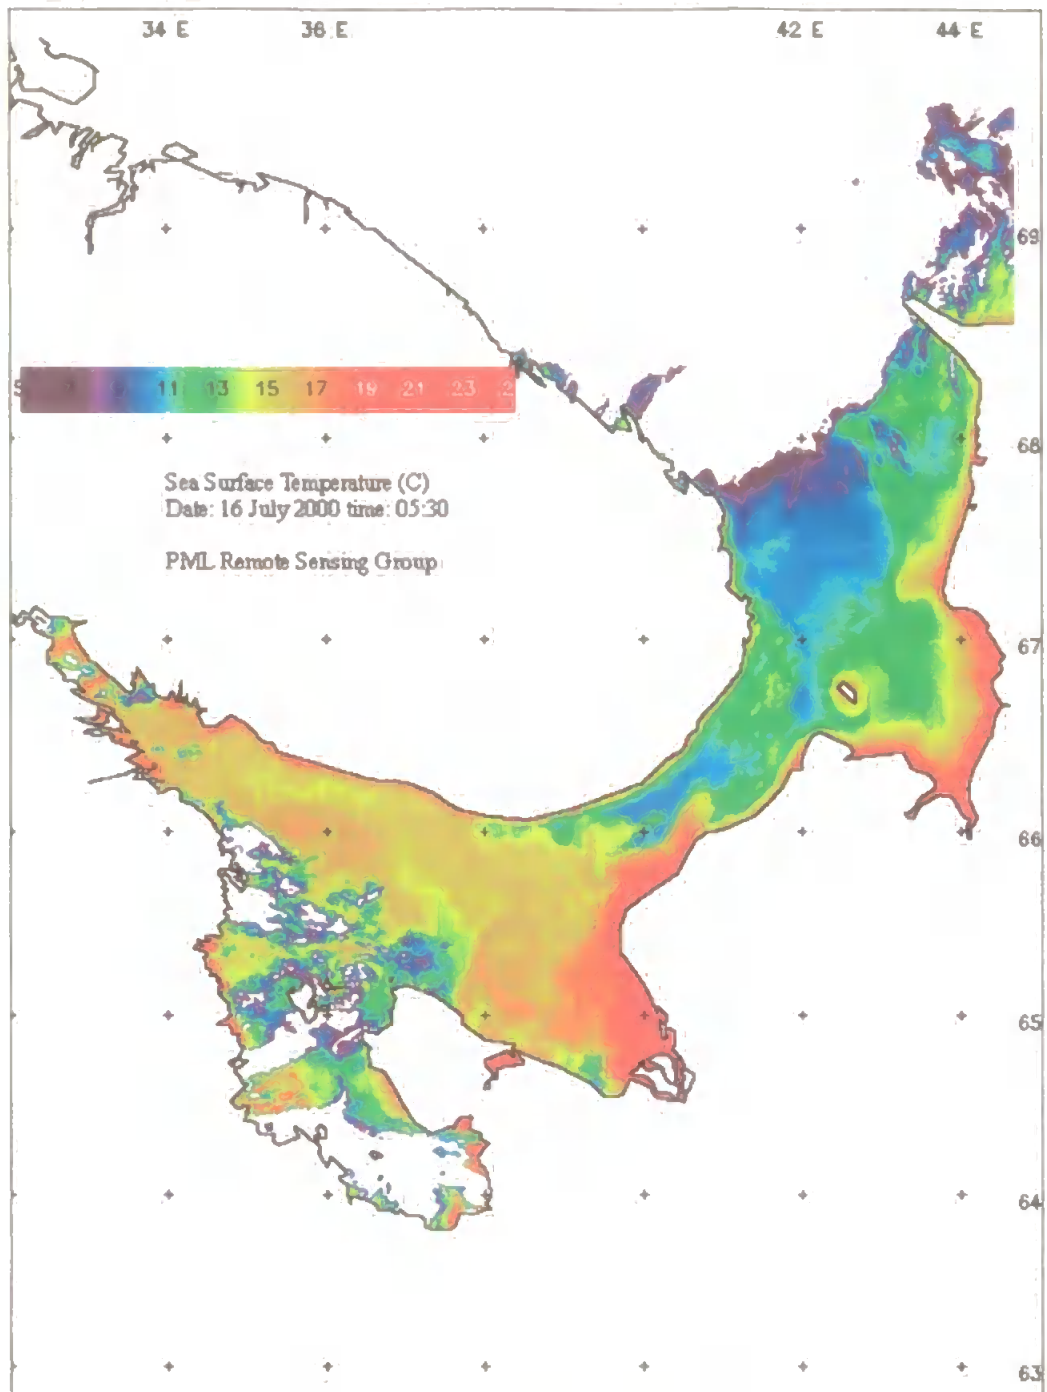 34 E 36 E 42 E 44 E
69
11 13 15 17 19 21 23
68
Sea Surface Temperature (C)
Date: 16 July 2000 time: 05:30
PML Remote Sensing Group
67
66
65
64
63